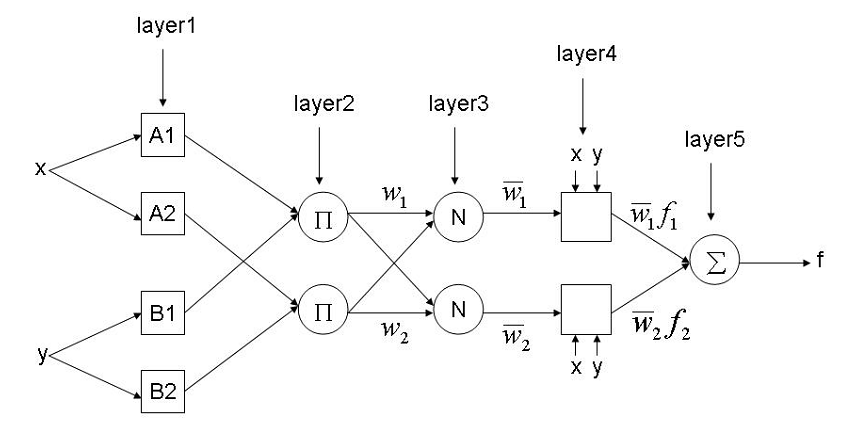 layer1
layer4
layer2
layer3
layer5
A1
x y
x
w₁
w̅₁
A2
Π
N
w̅₁f₁
Σ
f
B1
Π
N
w₂
w̅₂
w̅₂f₂
y
x y
B2